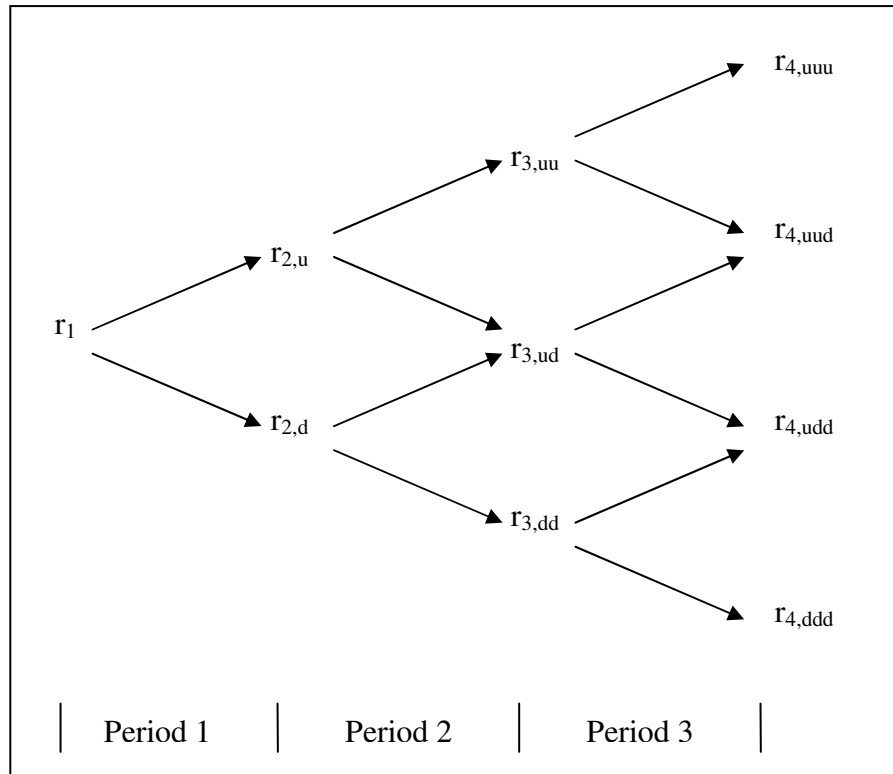 r4,uuu
r3,uu
r4,uud
r2,u
r1
r3,ud
r2,d
r4,udd
r3,dd
r4,ddd
Period 1 Period 2 Period 3